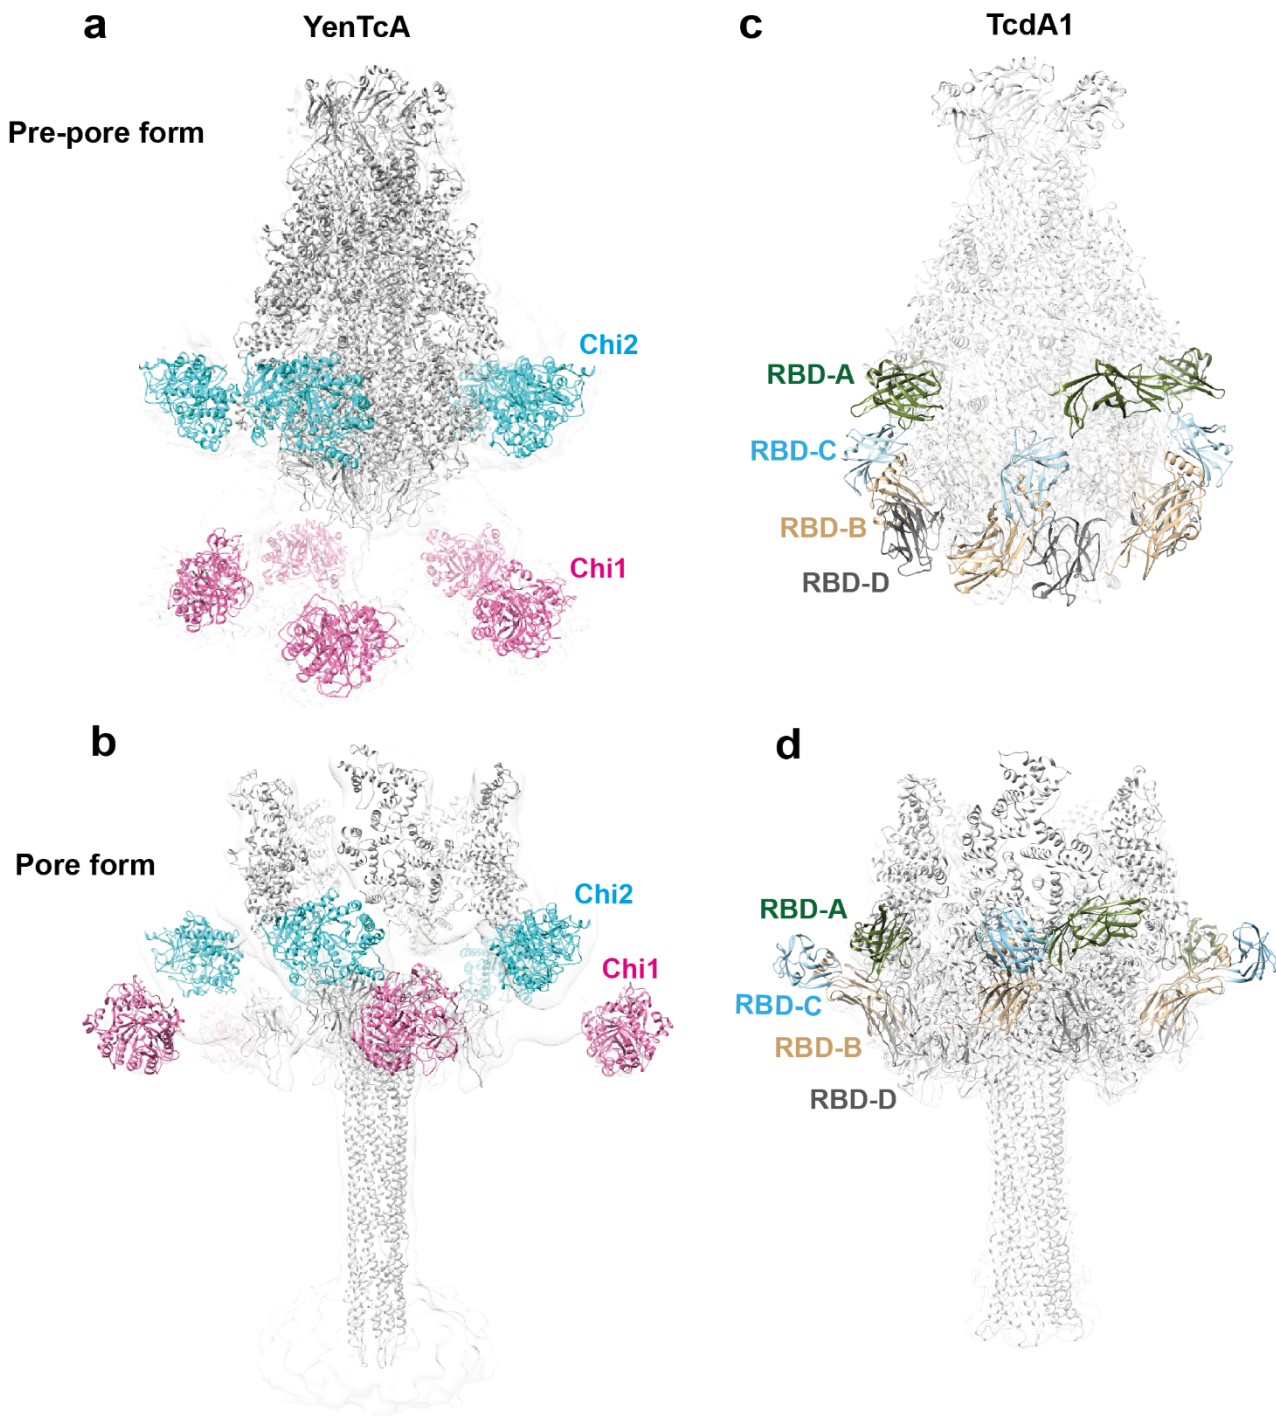 a
YenTcA
c
TcdA1
Pre-pore form
Chi2
Chi1
RBD-A
RBD-C
RBD-B
RBD-D
b
d
Pore form
Chi2
Chi1
RBD-A
RBD-C
RBD-B
RBD-D